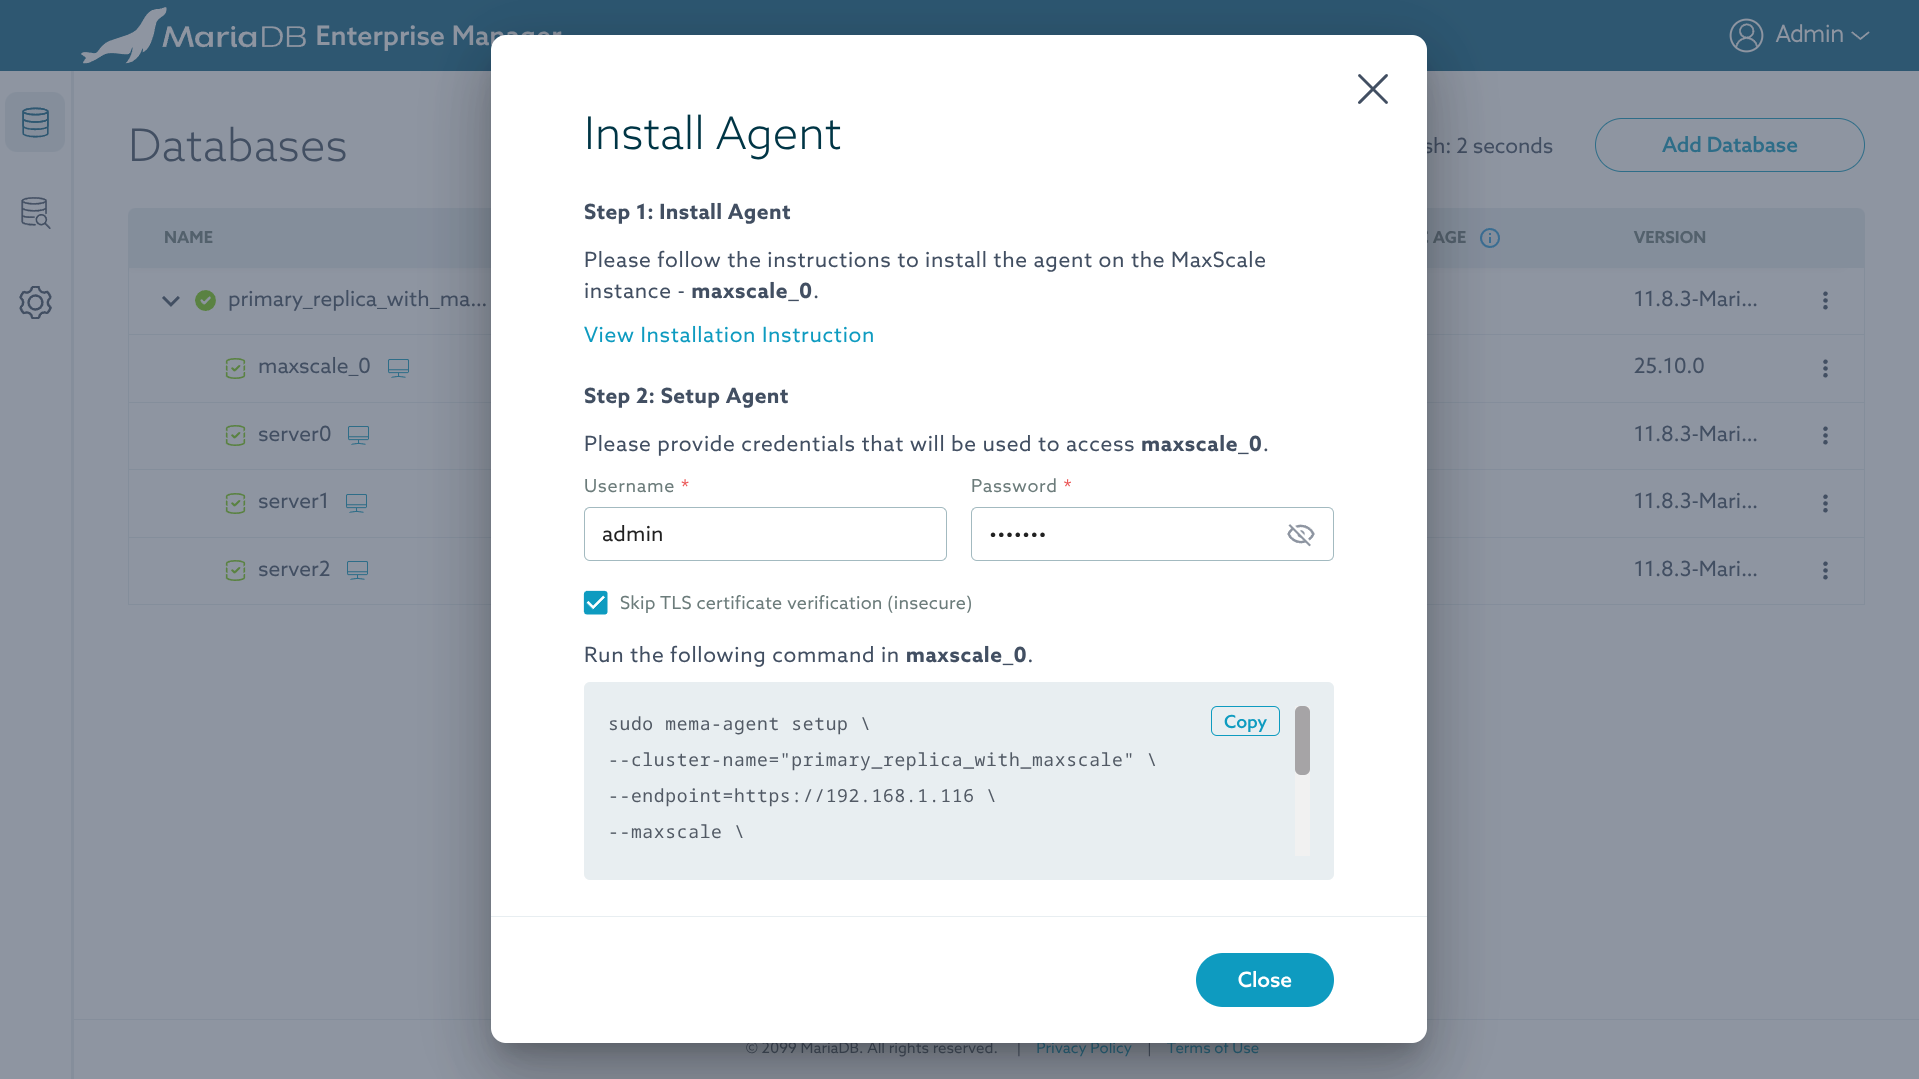 MariaDB Enterprise Manager
Admin
Databases
sh: 2 seconds
Add Database
NAME
AGE
VERSION
primary_replica_with_ma...
11.8.3-Mari...
maxscale_0
25.10.0
server0
11.8.3-Mari...
server1
11.8.3-Mari...
server2
11.8.3-Mari...
Install Agent
Step 1: Install Agent
Please follow the instructions to install the agent on the MaxScale
instance - maxscale_0.
View Installation Instruction
Step 2: Setup Agent
Please provide credentials that will be used to access maxscale_0.
Username *
Password *
admin
•••••••
Skip TLS certificate verification (insecure)
Run the following command in maxscale_0.
sudo mema-agent setup \
Copy
--cluster-name="primary_replica_with_maxscale" \
--endpoint=https://192.168.1.116 \
--maxscale \
Close
© 2099 MariaDB. All rights reserved. | Privacy Policy | Terms of Use